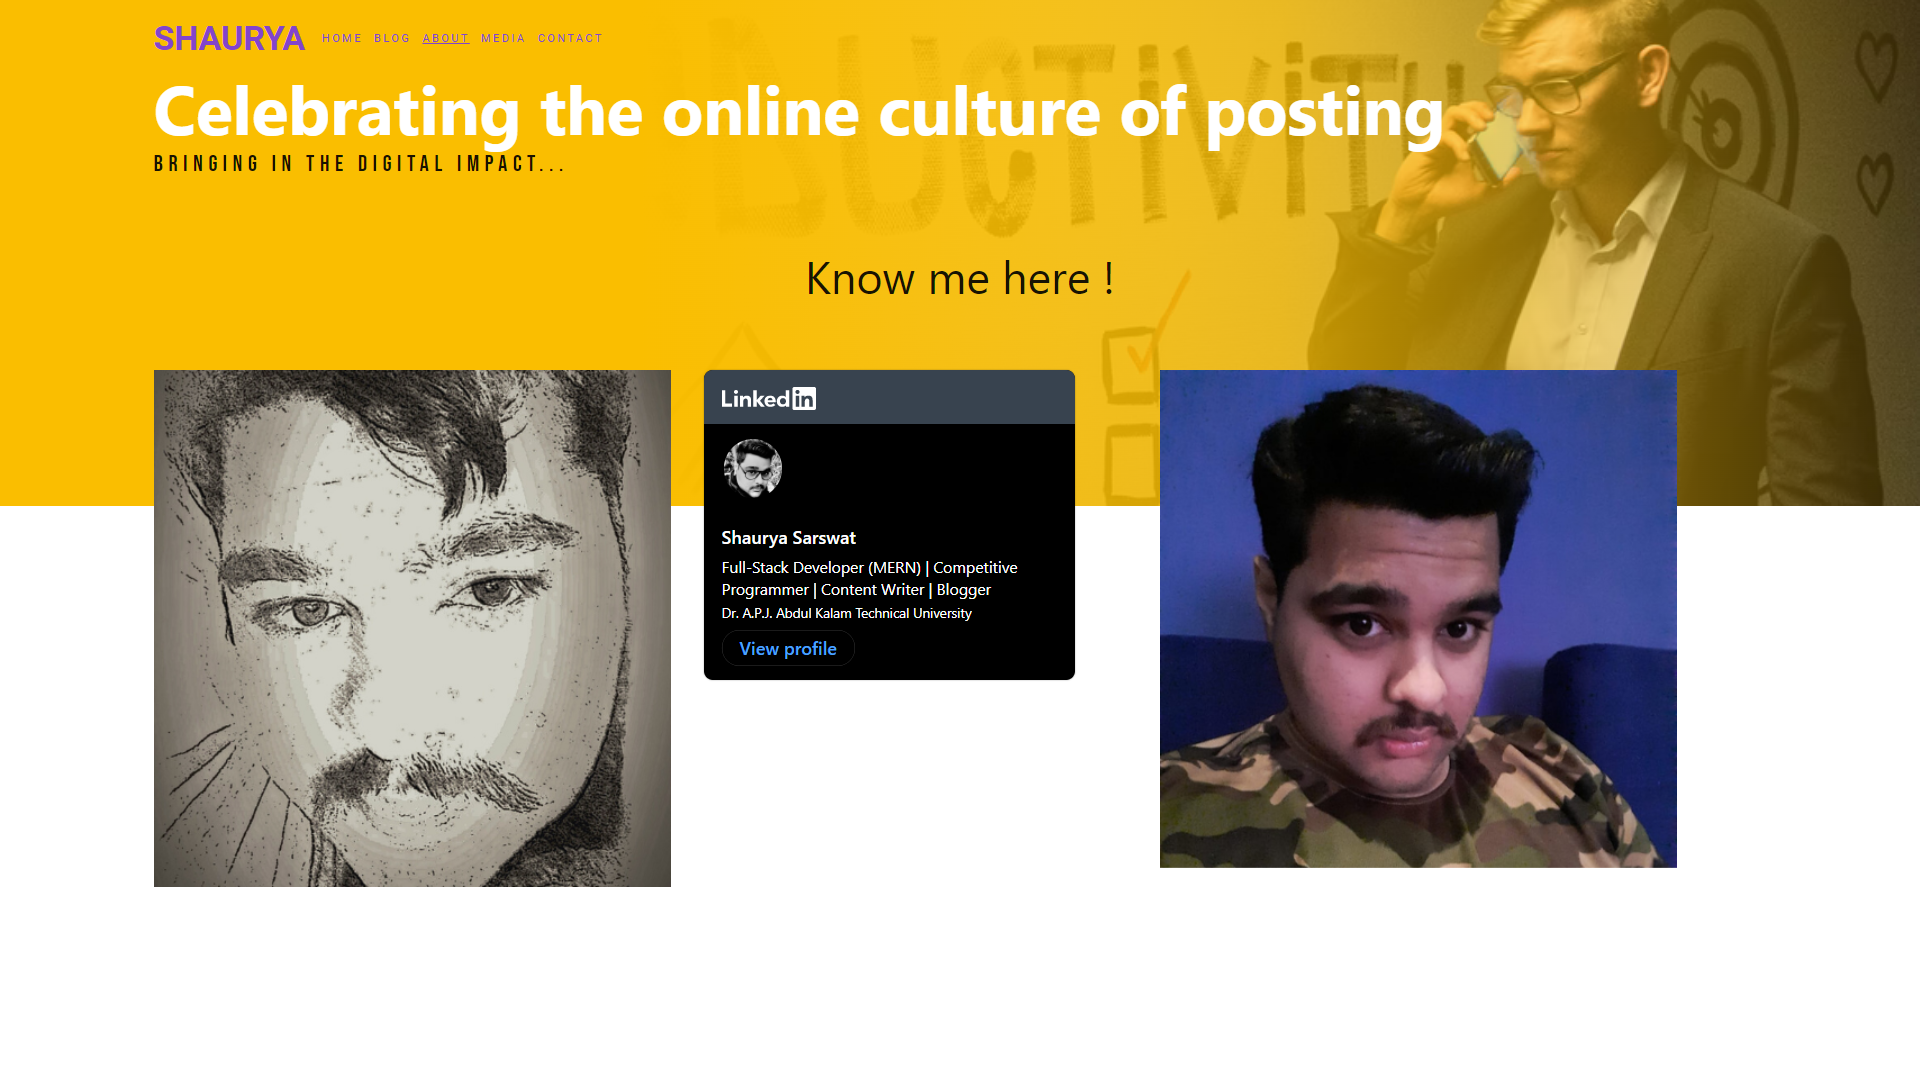 SHAURYA HOME BLOG ABOUT MEDIA CONTACT
Celebrating the online culture of posting
BRINGING IN THE DIGITAL IMPACT...
Know me here !
Linkedin
Shaurya Sarswat
Full-Stack Developer (MERN) | Competitive
Programmer | Content Writer | Blogger
Dr. A.P.J. Abdul Kalam Technical University
View profile